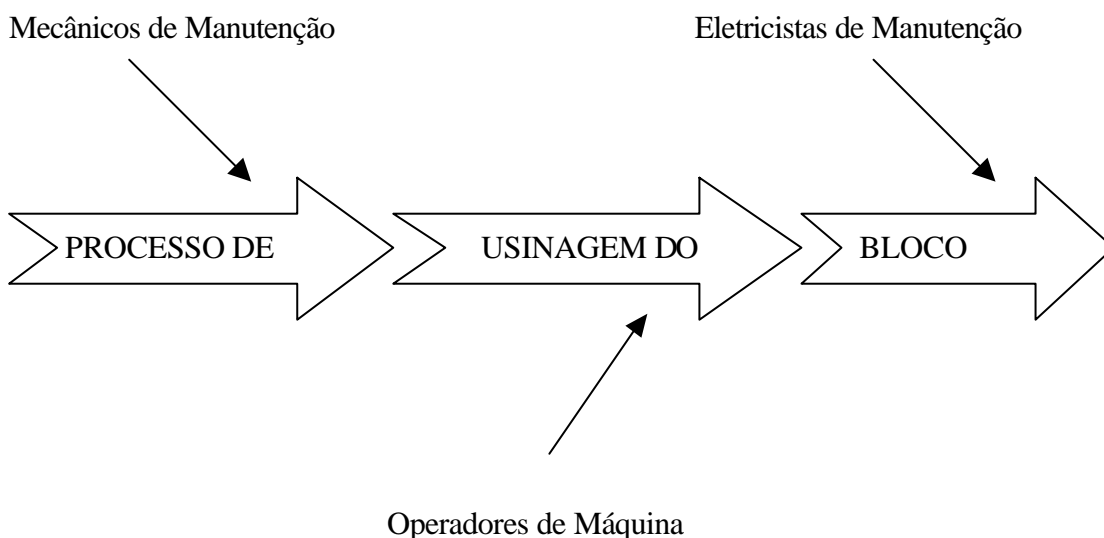 Mecânicos de Manutenção
Eletricistas de Manutenção
PROCESSO DE
USINAGEM DO
BLOCO
Operadores de Máquina